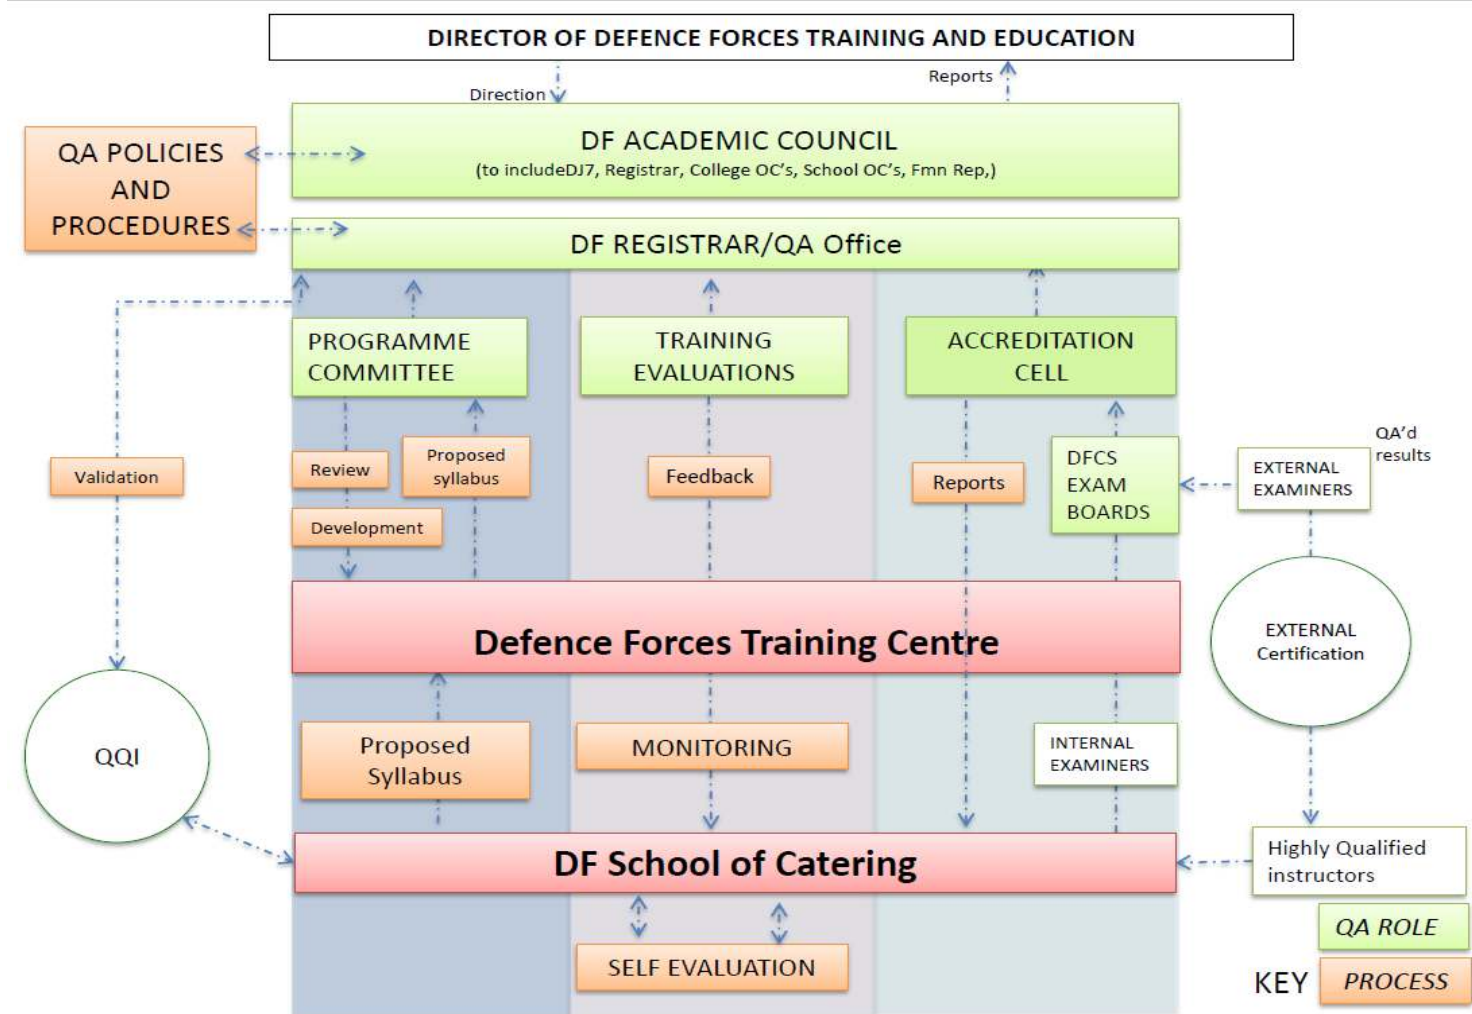 DIRECTOR OF DEFENCE FORCES TRAINING AND EDUCATION
Direction
Reports
QA POLICIES
AND
PROCEDURES
DF ACADEMIC COUNCIL
(to includeDJ7, Registrar, College OC's, School OC's, Fmn Rep,)
DF REGISTRAR/QA Office
PROGRAMME
COMMITTEE
TRAINING
EVALUATIONS
ACCREDITATION
CELL
Validation
Review
Proposed
syllabus
Development
Feedback
Reports
DFCS
EXAM
BOARDS
EXTERNAL
EXAMINERS
QA'd
results
Defence Forces Training Centre
EXTERNAL
Certification
QQI
Proposed
Syllabus
MONITORING
INTERNAL
EXAMINERS
DF School of Catering
Highly Qualified
instructors
SELF EVALUATION
QA ROLE
KEY
PROCESS